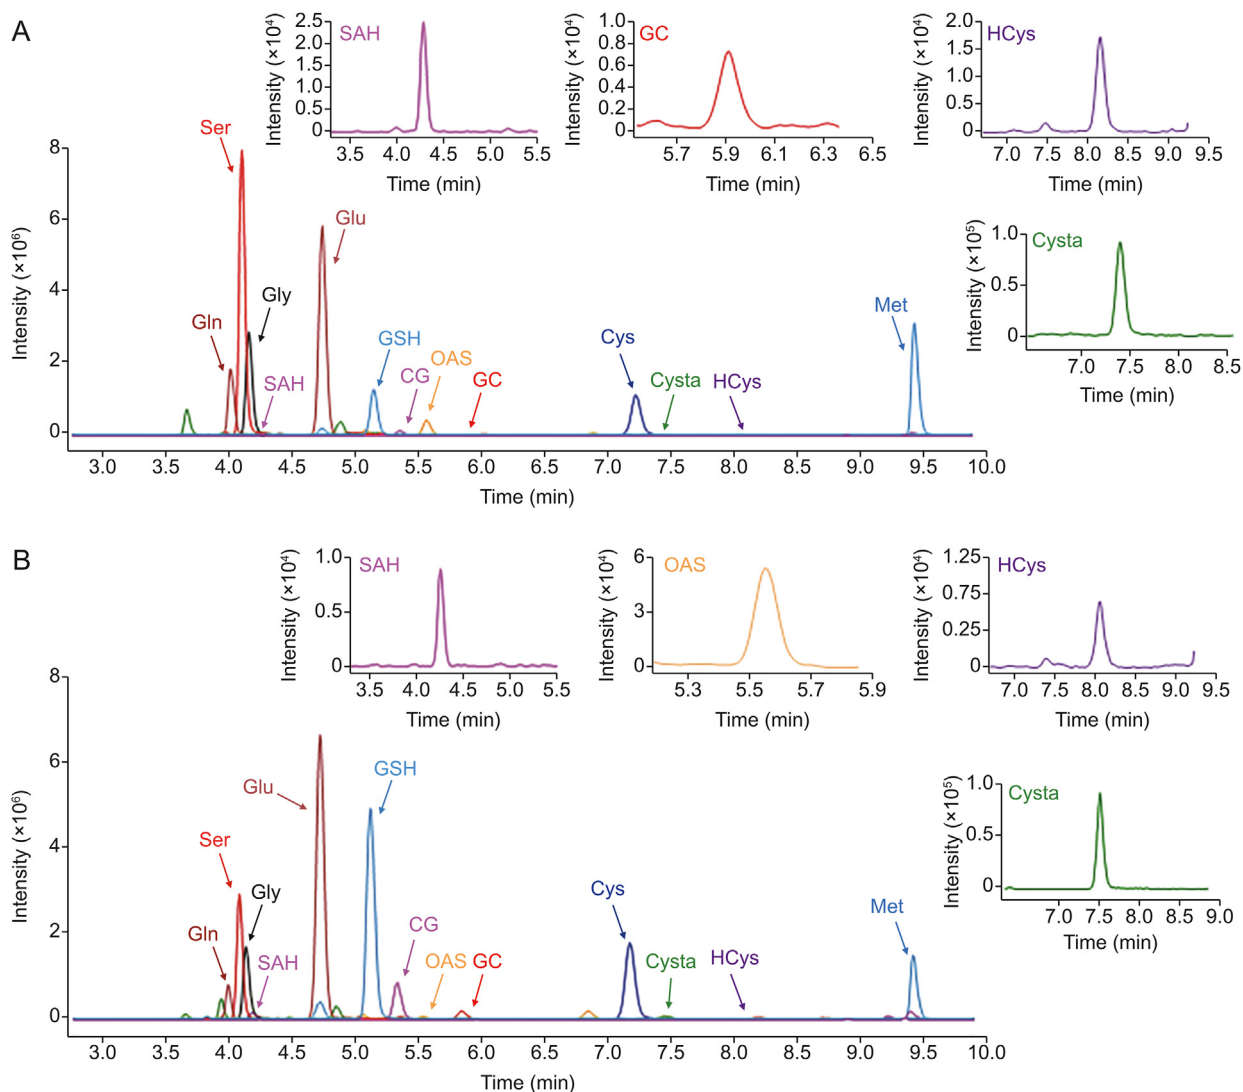 A
SAH
Intensity (×10⁴)
2.5
2.0
1.5
1.0
0.5
0
3.5 4.0 4.5 5.0 5.5
Time (min)
GC
Intensity (×10⁴)
1.0
0.8
0.6
0.4
0.2
0
5.7 5.9 6.1 6.3 6.5
Time (min)
HCys
Intensity (×10⁴)
2.0
1.5
1.0
0.5
0
7.0 7.5 8.0 8.5 9.0 9.5
Time (min)
Cysta
Intensity (×10⁵)
1.0
0.5
0
7.0 7.5 8.0 8.5
Time (min)
Intensity (×10⁶)
8
6
4
2
0
Ser
Glu
Gln
Gly
SAH
GSH
CG
OAS
GC
Cys
Cysta
HCys
Met
3.0 3.5 4.0 4.5 5.0 5.5 6.0 6.5 7.0 7.5 8.0 8.5 9.0 9.5 10.0
Time (min)
B
SAH
Intensity (×10⁴)
1.0
0.5
0
3.5 4.0 4.5 5.0 5.5
Time (min)
OAS
Intensity (×10⁴)
6
3
0
5.3 5.5 5.7 5.9
Time (min)
HCys
Intensity (×10⁴)
1.25
0.75
0.25
0
7.0 7.5 8.0 8.5 9.0 9.5
Time (min)
Cysta
Intensity (×10⁵)
1.0
0.5
0
7.0 7.5 8.0 8.5 9.0
Time (min)
Intensity (×10⁶)
8
6
4
2
0
Glu
GSH
Ser
Gly
Gln
SAH
CG
OAS
GC
Cys
Cysta
HCys
Met
3.0 3.5 4.0 4.5 5.0 5.5 6.0 6.5 7.0 7.5 8.0 8.5 9.0 9.5 10.0
Time (min)